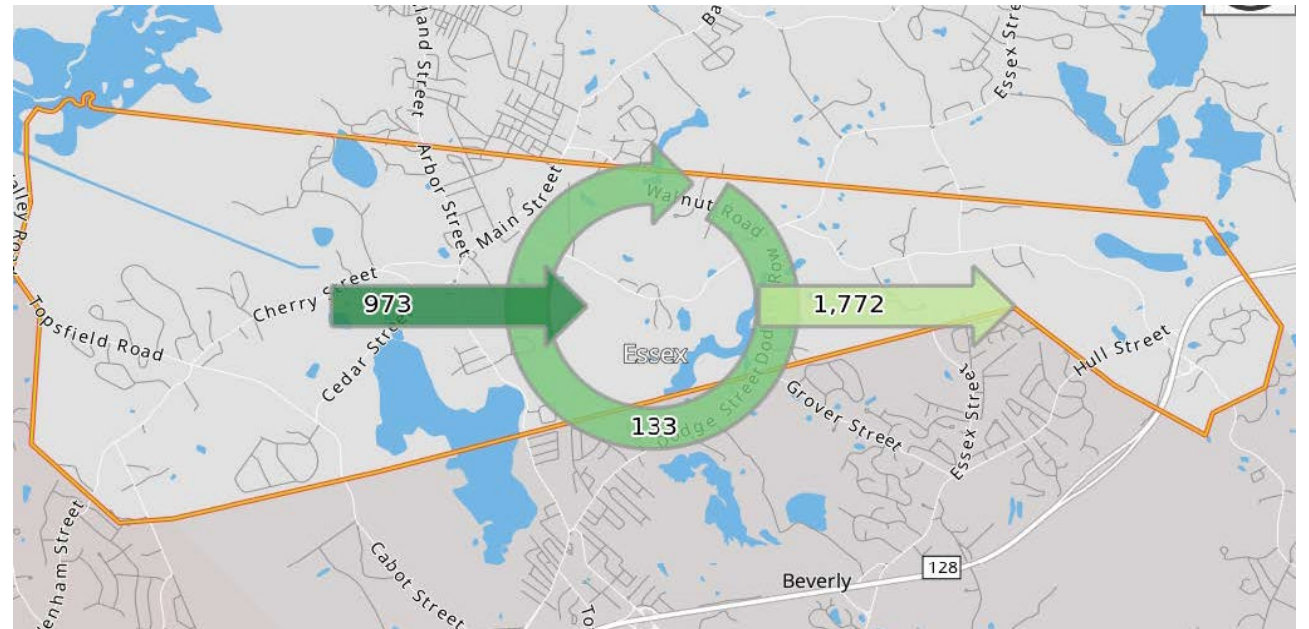 Essex Street
Arbor Street
Main Street
Walnut Road
Cherry Street
973
1,772
Topsfield Road
Cedar Street
Essex
Dodge Row
Hull Street
133
Dodge Street
Grover Street
Essex Street
Cabot Street
128
Beverly